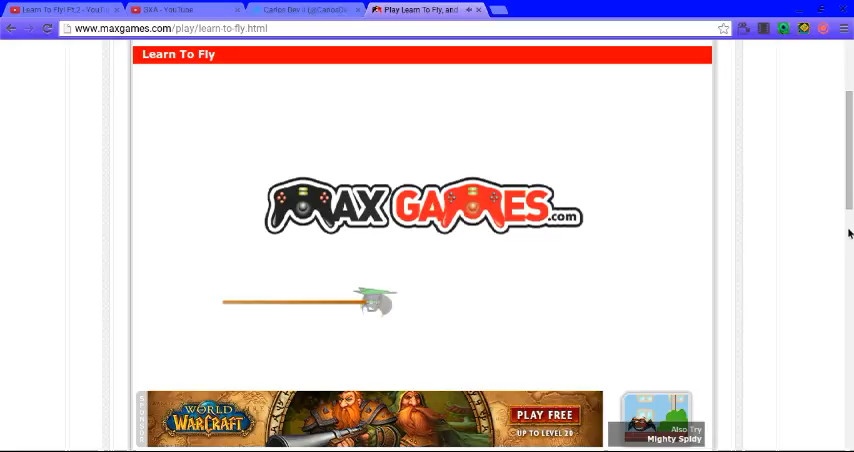 Learn To Fly! Pt.2 - YouTu
SKA - YouTube
Play Learn To Fly, and
www.maxgames.com/play/learn-to-fly.html
Learn To Fly
MAX GAMES.com
WORLD
WARCRAFT
PLAY FREE
UP TO LEVEL 20
Also Try
Mighty Spidy